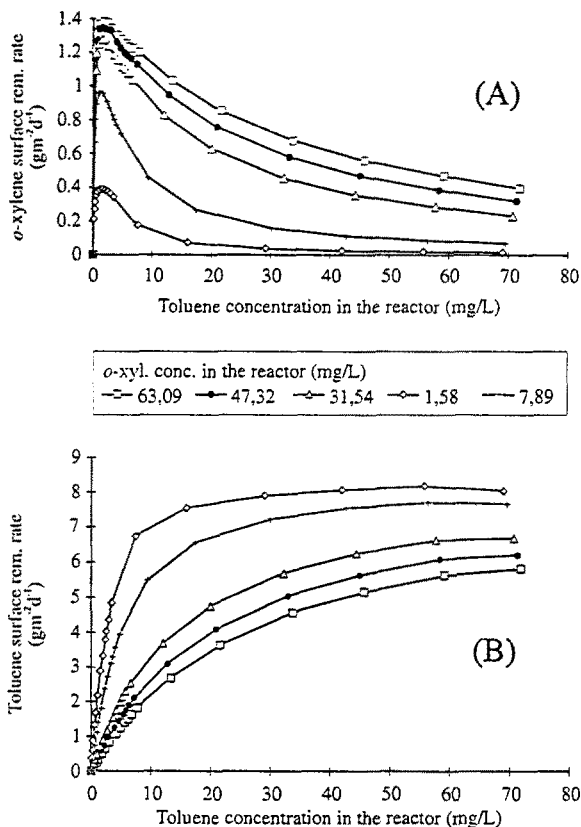 1.4
1.2
1
0.8
0.6
0.4
0.2
0
o-xylene surface rem. rate
(gm⁻²d⁻¹)
(A)
0 10 20 30 40 50 60 70 80
Toluene concentration in the reactor (mg/L)
o-xyl. conc. in the reactor (mg/L)
63,09 47,32 31,54 1,58 7,89
9
8
7
6
5
4
3
2
1
0
Toluene surface rem. rate
(gm⁻²d⁻¹)
(B)
0 10 20 30 40 50 60 70 80
Toluene concentration in the reactor (mg/L)